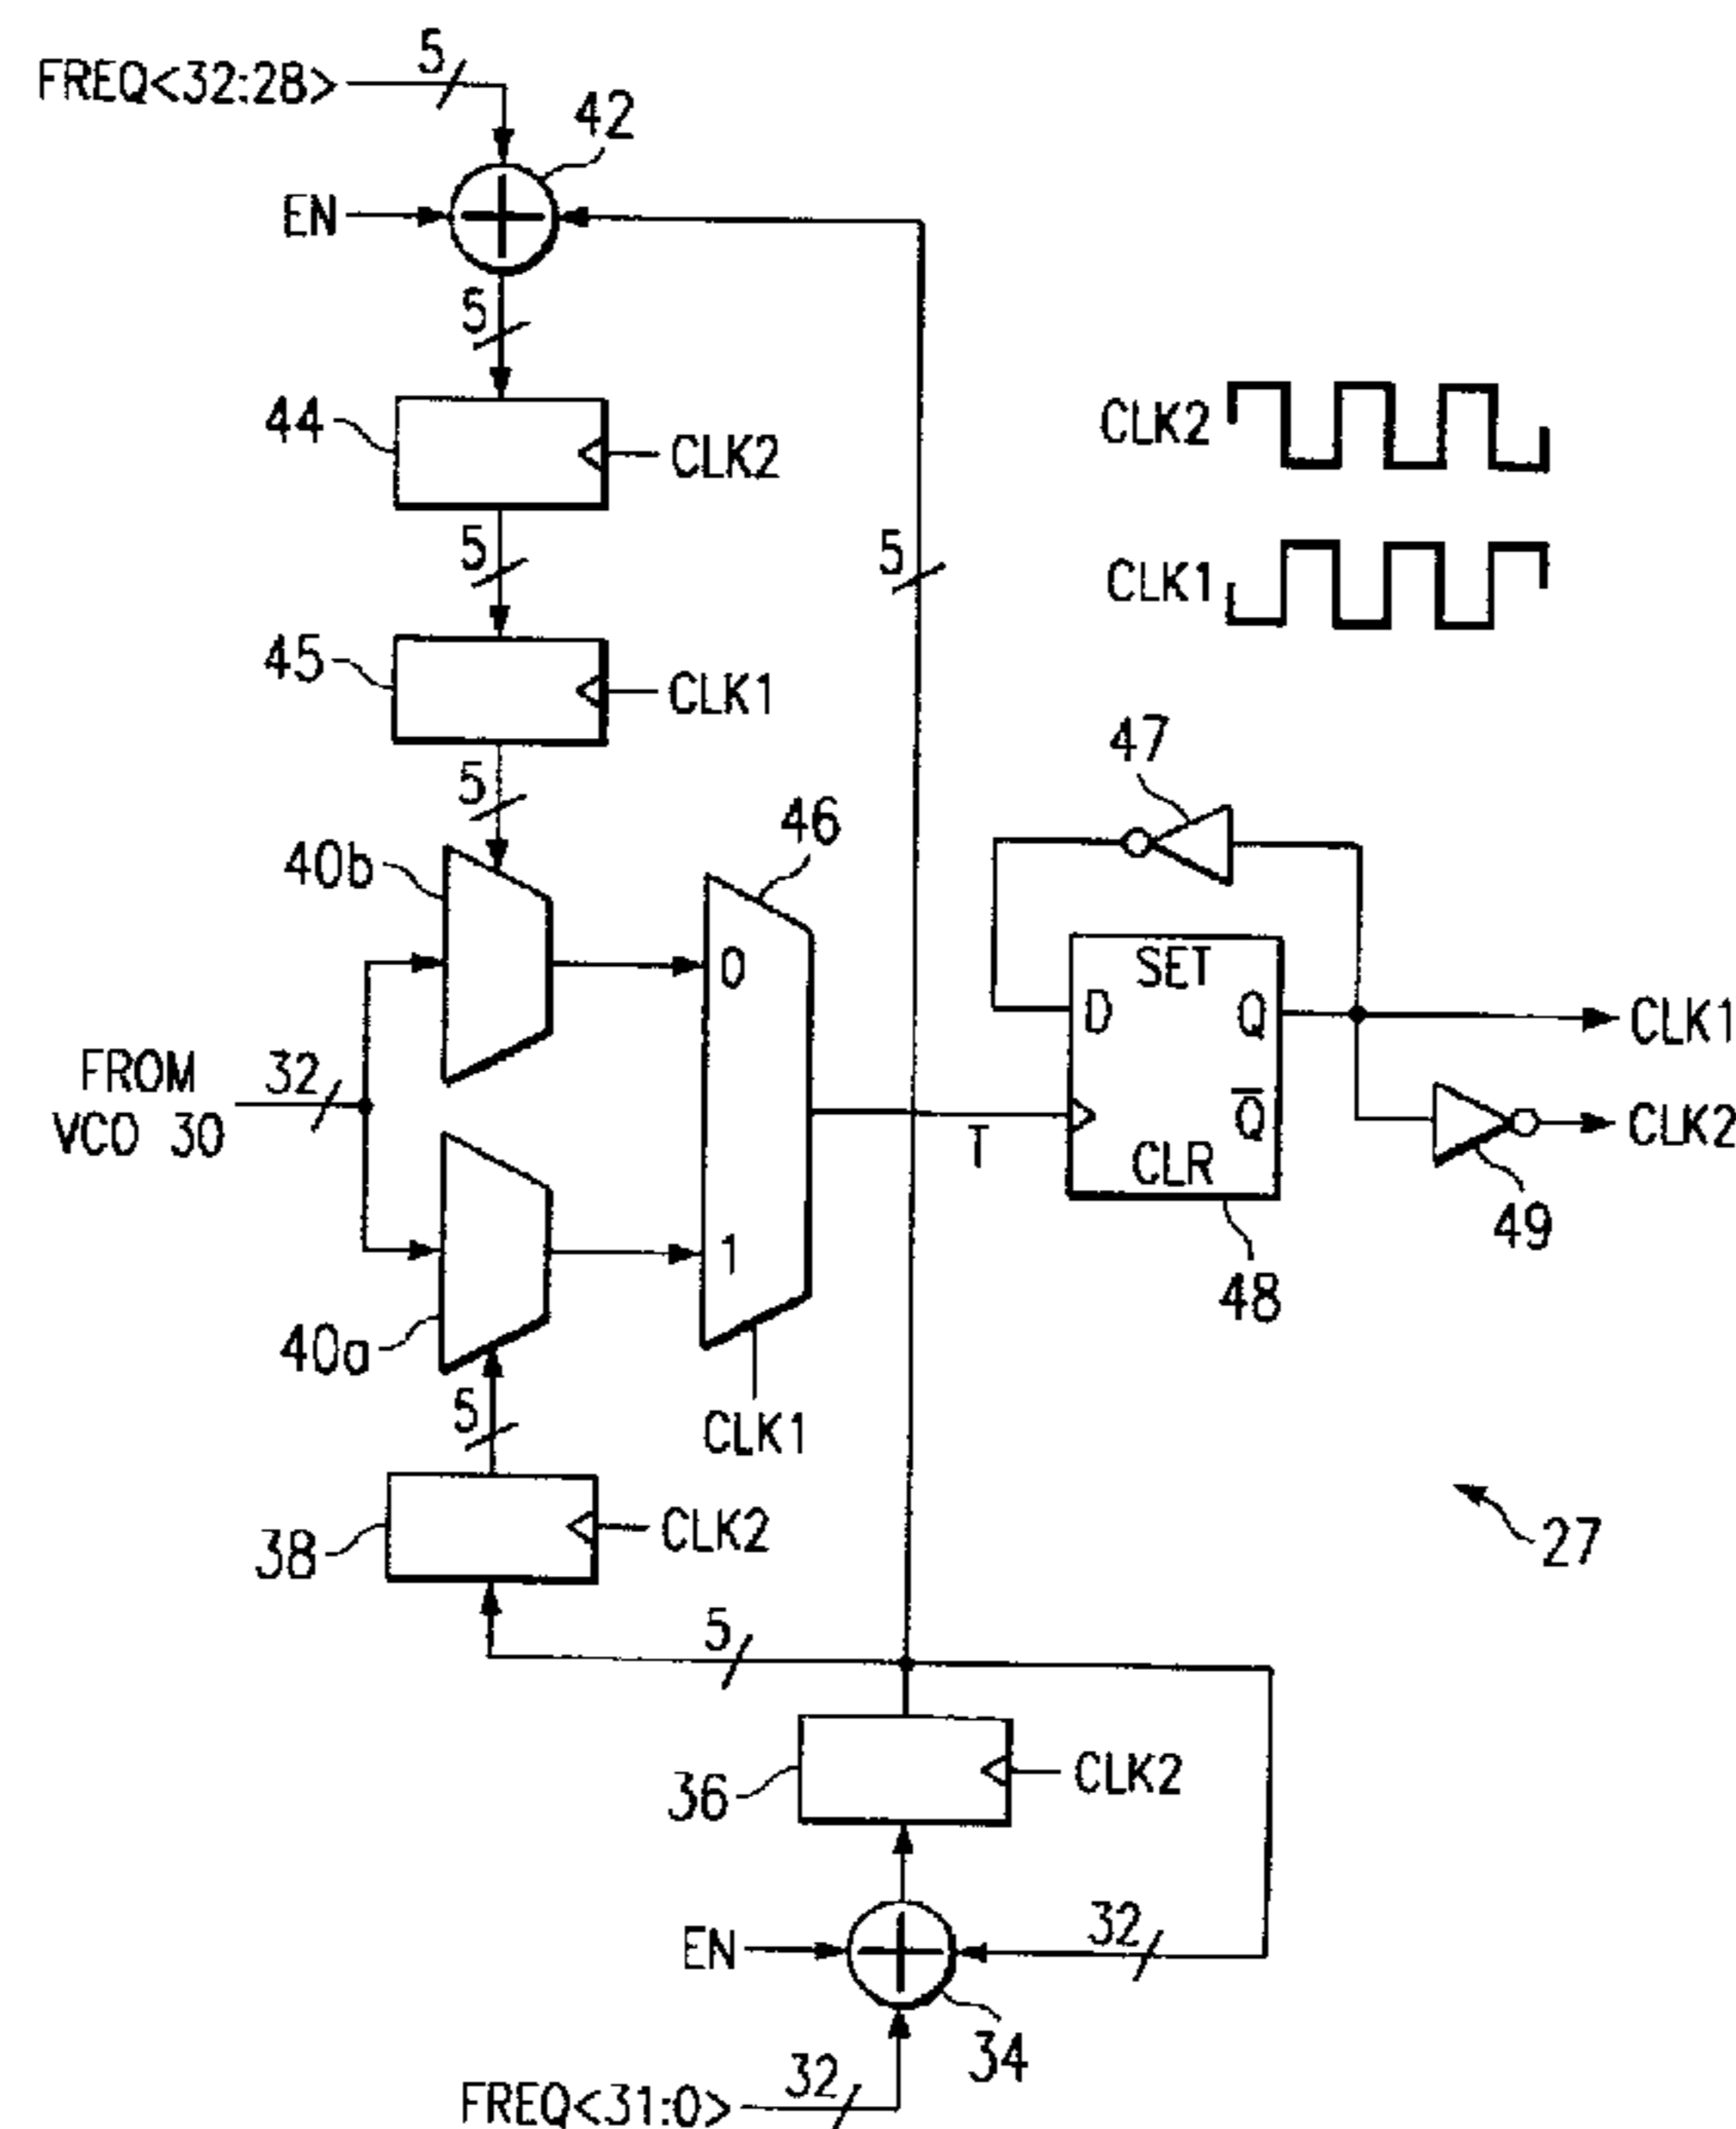 FREQ<32:28>
5
42
EN
5
44
CLK2
CLK2
5
5
CLK1
45
CLK1
5
47
46
40b
0
SET
D
Q
CLK1
FROM
VCO 30
32
T
Q
CLK2
CLR
1
49
48
40a
5
CLK1
CLK2
38
27
5
36
CLK2
EN
32
34
32
FREQ<31:0>